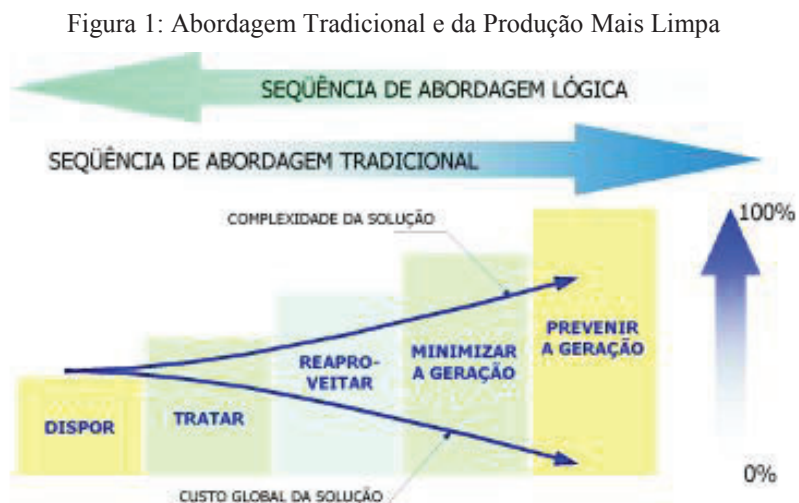 Figura 1: Abordagem Tradicional e da Produção Mais Limpa
SEQÜÊNCIA DE ABORDAGEM LÓGICA
SEQÜÊNCIA DE ABORDAGEM TRADICIONAL
COMPLEXIDADE DA SOLUÇÃO
100%
DISPOR
TRATAR
REAPRO-
VEITAR
MINIMIZAR
A GERAÇÃO
PREVENIR
A GERAÇÃO
0%
CUSTO GLOBAL DA SOLUÇÃO